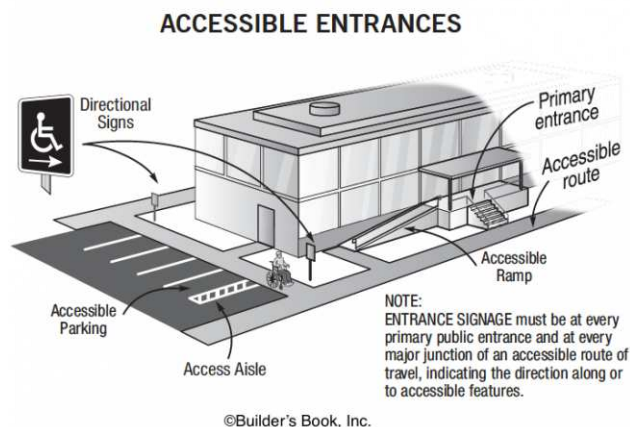 ACCESSIBLE ENTRANCES
Directional
Signs
Primary
entrance
Accessible
route
Accessible
Ramp
Accessible
Parking
Access Aisle
NOTE:
ENTRANCE SIGNAGE must be at every
primary public entrance and at every
major junction of an accessible route of
travel, indicating the direction along or
to accessible features.
©Builder's Book, Inc.